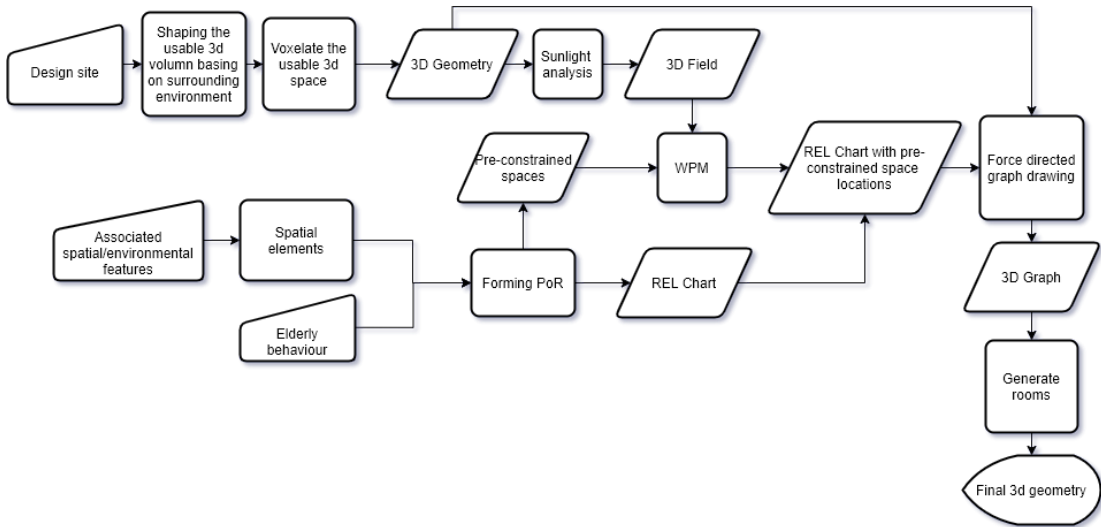 Design site
Shaping the
usable 3d
volumn basing
on surrounding
environment
Voxelate the
usable 3d
space
3D Geometry
Sunlight
analysis
3D Field
Pre-constrained
spaces
WPM
REL Chart with pre-
constrained space
locations
Force directed
graph drawing
Associated
spatial/environmental
features
Spatial
elements
Elderly
behaviour
Forming PoR
REL Chart
3D Graph
Generate
rooms
Final 3d geometry